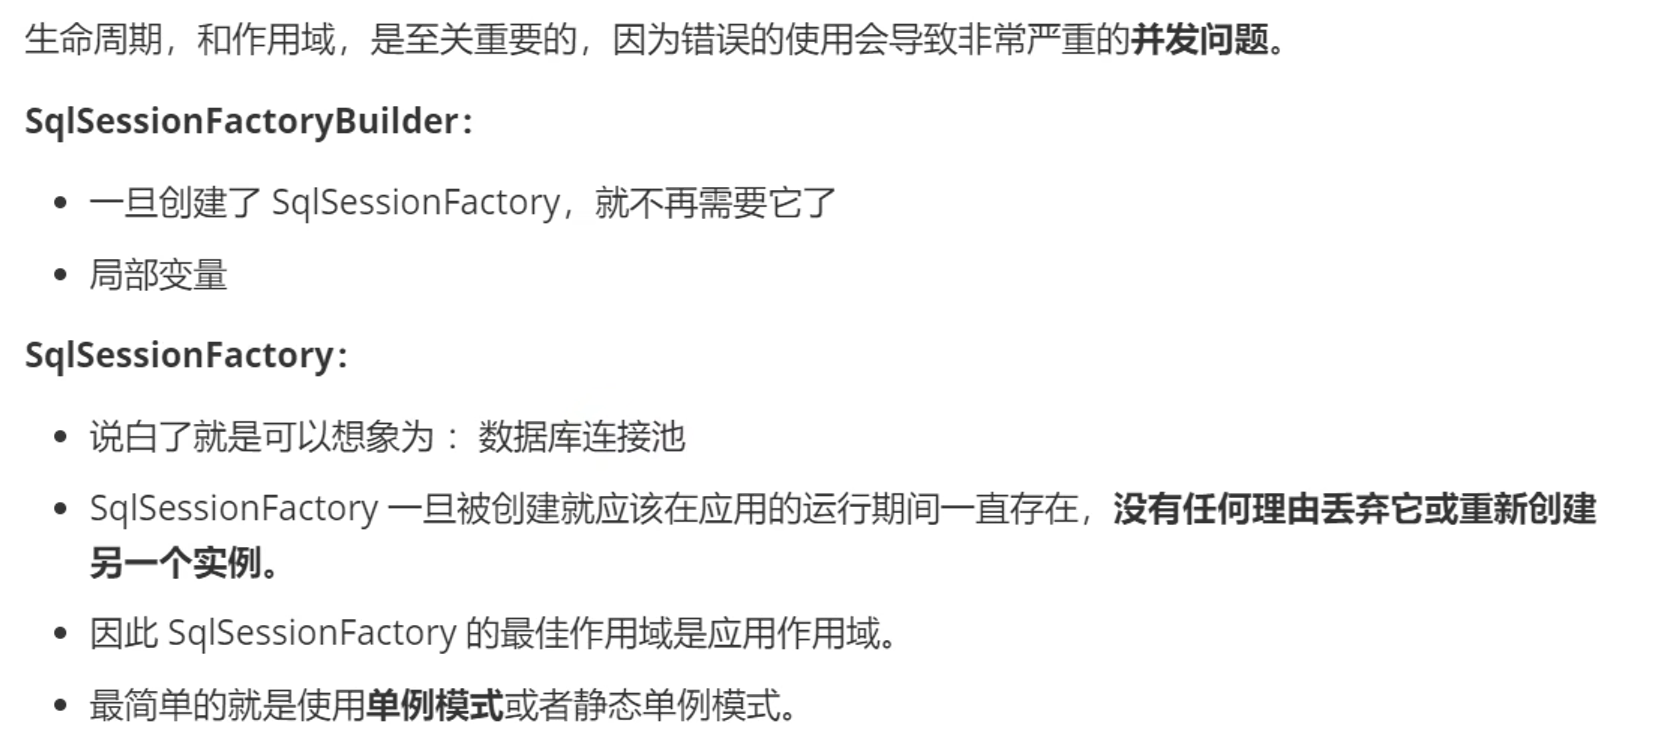 生命周期，和作用域，是至关重要的，因为错误的使用会导致非常严重的并发问题。
SqlSessionFactoryBuilder：
• 一旦创建了 SqlSessionFactory，就不再需要它了
• 局部变量
SqlSessionFactory：
• 说白了就是可以想象为 ：数据库连接池
• SqlSessionFactory 一旦被创建就应该在应用的运行期间一直存在，没有任何理由丢弃它或重新创建
另一个实例。
• 因此 SqlSessionFactory 的最佳作用域是应用作用域。
• 最简单的就是使用单例模式或者静态单例模式。